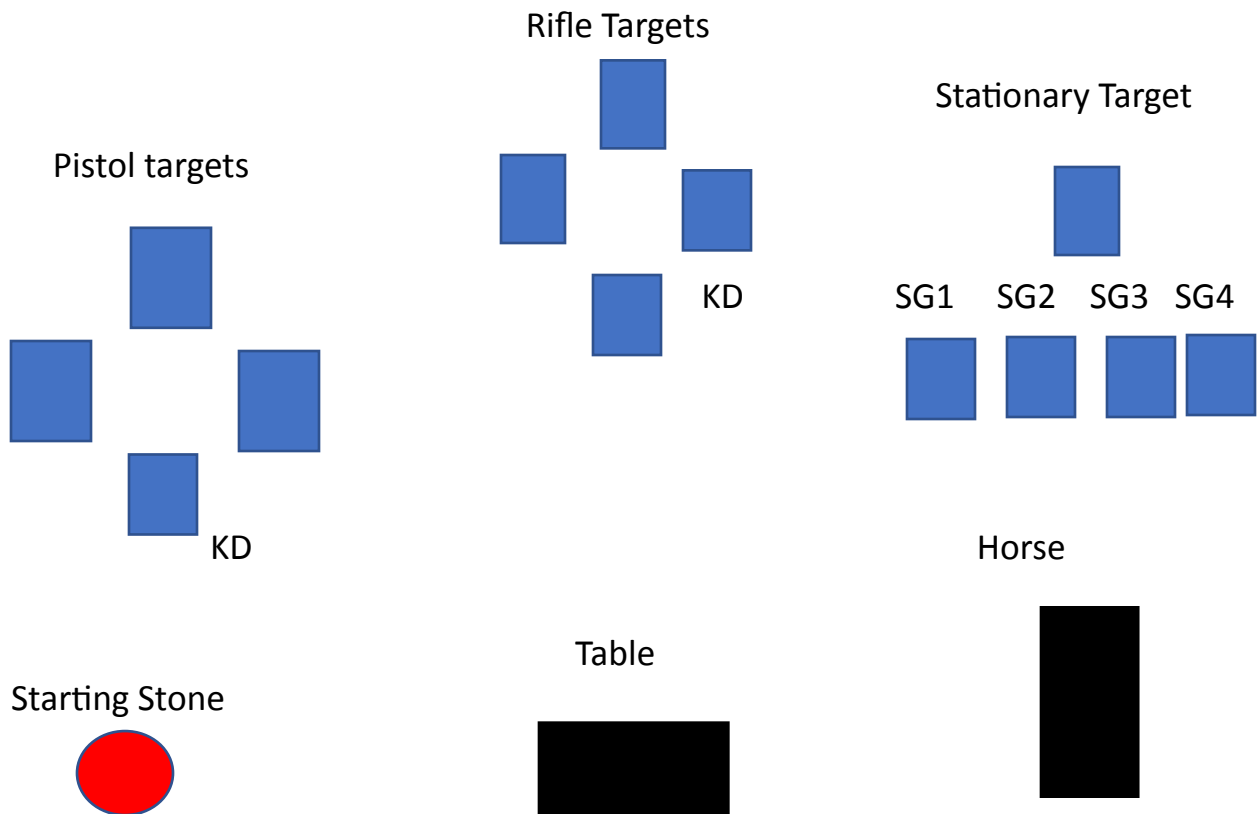 Rifle Targets
Stationary Target
Pistol targets
KD
SG1 SG2 SG3 SG4
KD
Horse
Table
Starting Stone